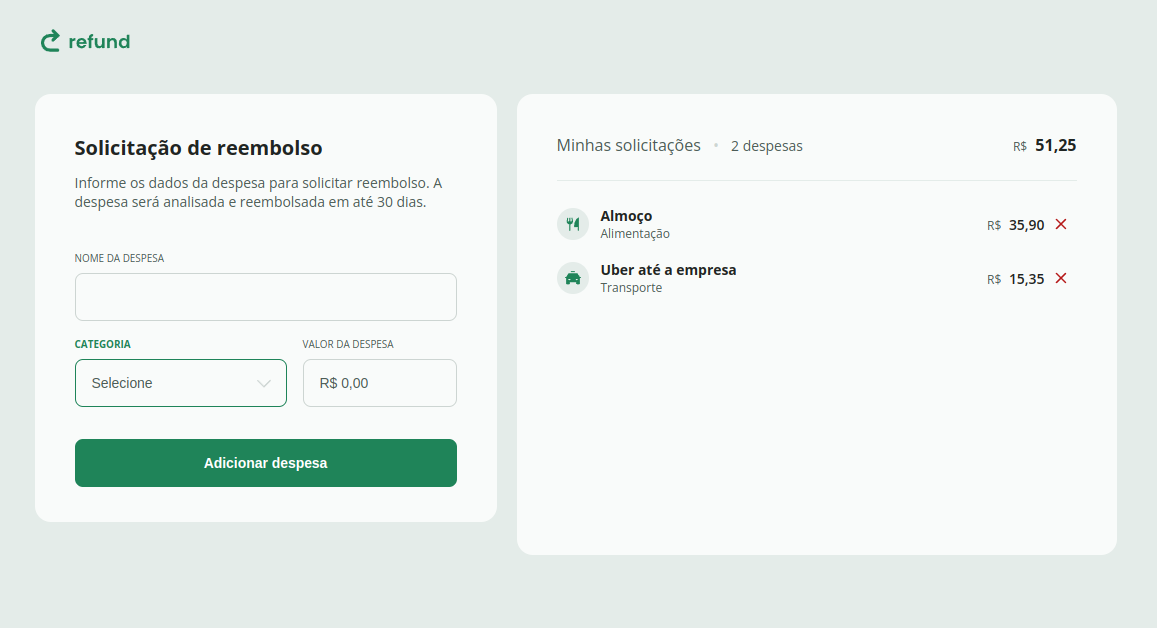 refund
Solicitação de reembolso
Informe os dados da despesa para solicitar reembolso. A
despesa será analisada e reembolsada em até 30 dias.
NOME DA DESPESA
CATEGORIA
VALOR DA DESPESA
Selecione
R$ 0,00
Adicionar despesa
Minhas solicitações • 2 despesas
R$ 51,25
Almoço
Alimentação
R$ 35,90
Uber até a empresa
Transporte
R$ 15,35